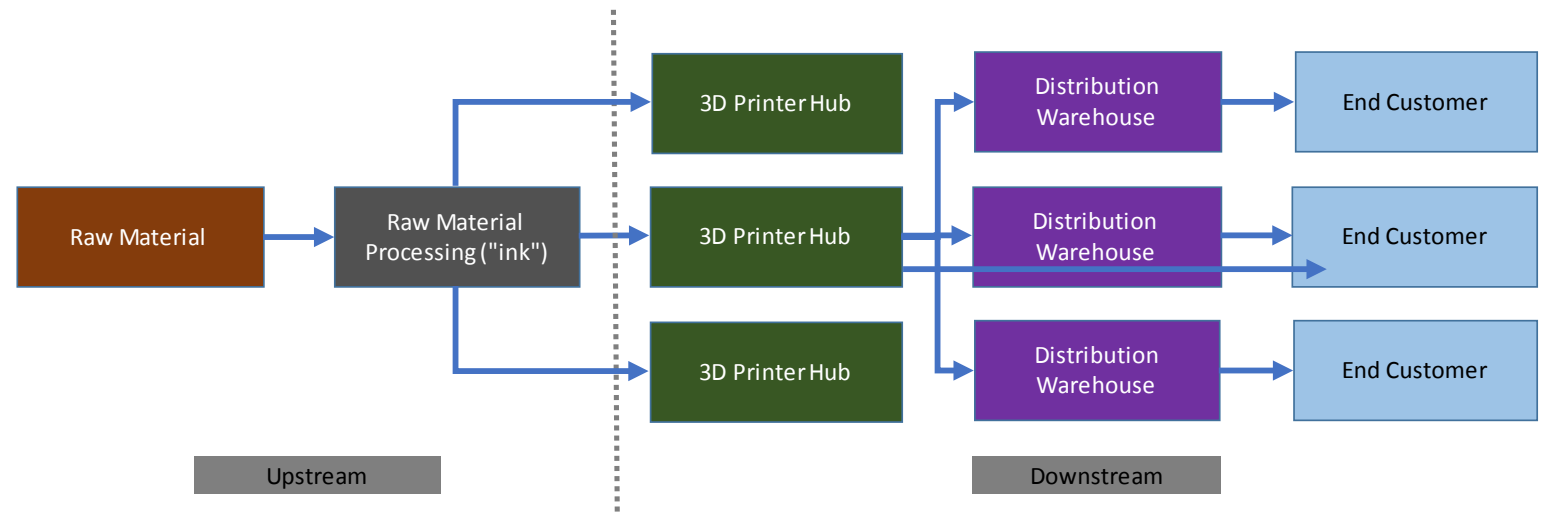 3D Printer Hub
Distribution
Warehouse
End Customer
Raw Material
Raw Material
Processing ("ink")
3D Printer Hub
Distribution
Warehouse
End Customer
3D Printer Hub
Distribution
Warehouse
End Customer
Upstream
Downstream